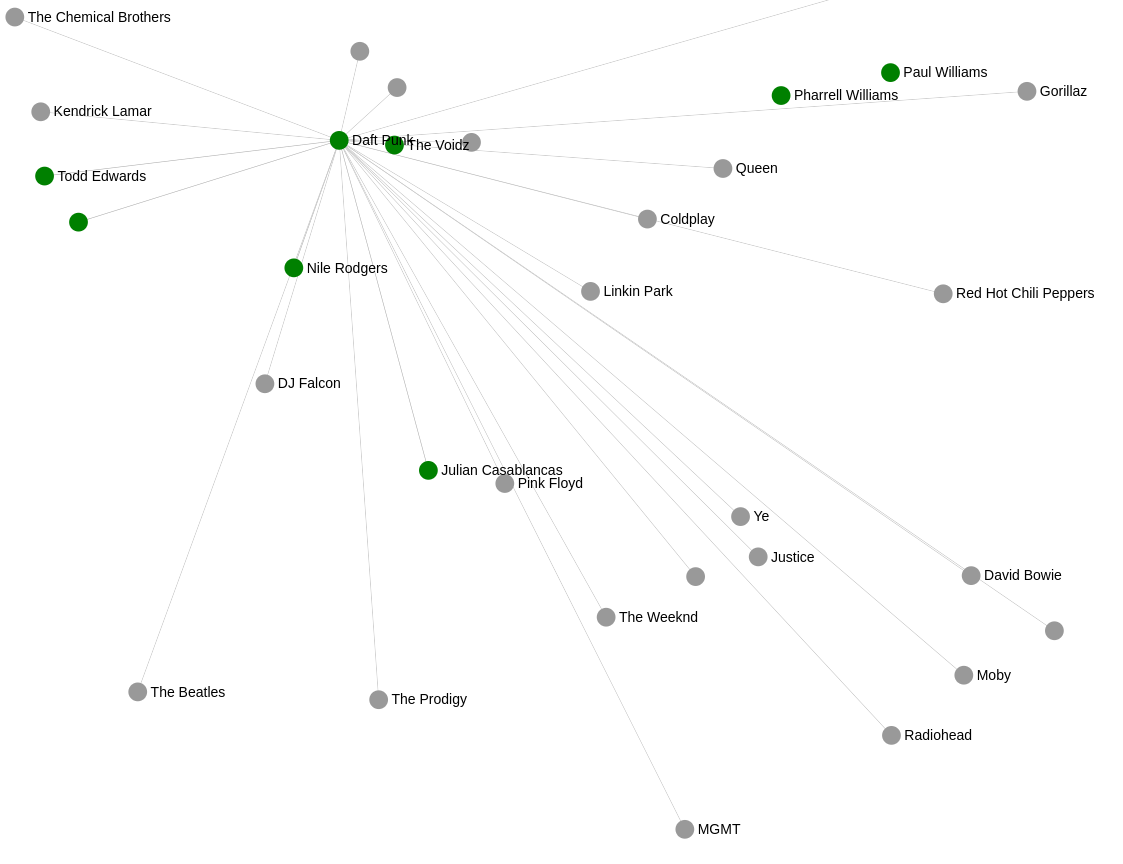 The Chemical Brothers
Paul Williams
Gorillaz
Pharrell Williams
Kendrick Lamar
Daft Punk
The Voidz
Queen
Todd Edwards
Coldplay
Nile Rodgers
Linkin Park
Red Hot Chili Peppers
DJ Falcon
Julian Casablancas
Pink Floyd
Ye
Justice
David Bowie
The Weeknd
Moby
The Beatles
The Prodigy
Radiohead
MGMT